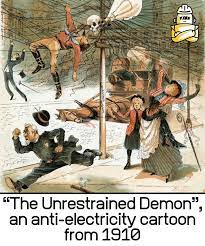 “The Unrestrained Demon”,
an anti-electricity cartoon
from 1910